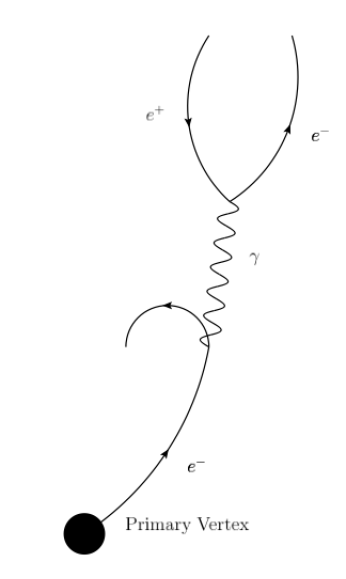 e⁺
e⁻
γ
e⁻
Primary Vertex